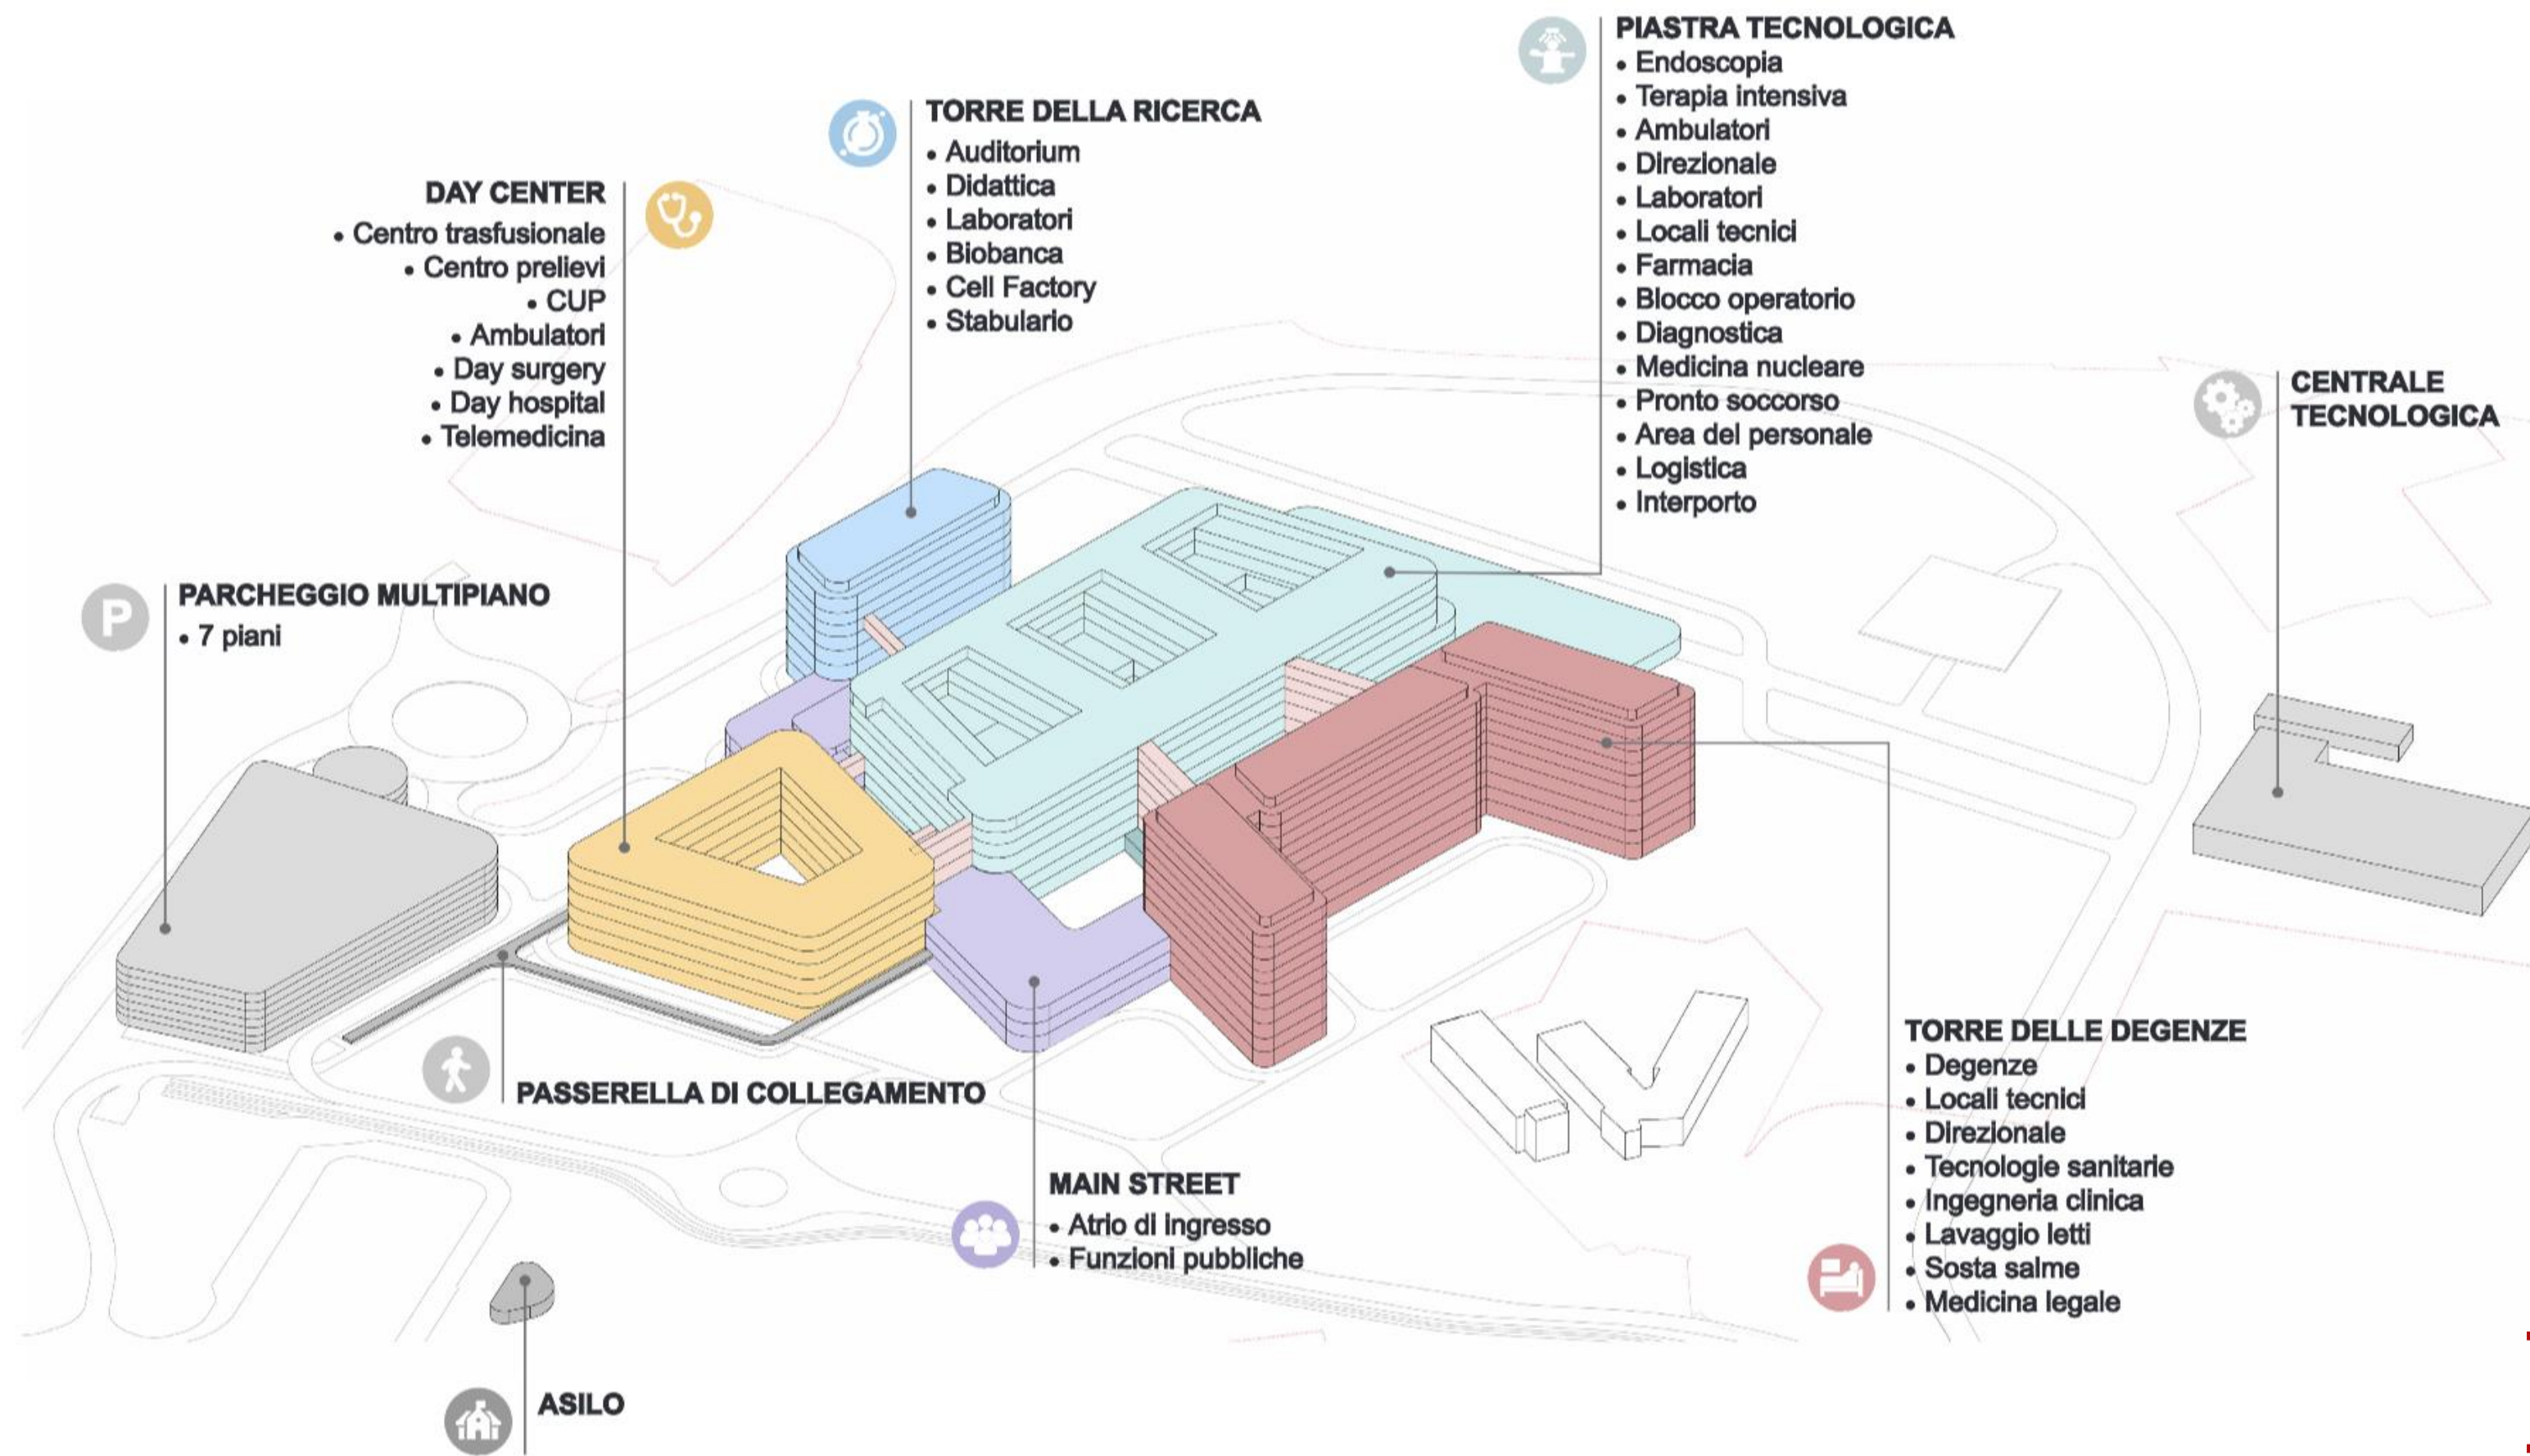 PIASTRA TECNOLOGICA
• Endoscopia
• Terapia intensiva
• Ambulatori
• Direzionale
• Laboratori
• Locali tecnici
• Farmacia
• Blocco operatorio
• Diagnostica
• Medicina nucleare
• Pronto soccorso
• Area del personale
• Logistica
• Interporto
TORRE DELLA RICERCA
• Auditorium
• Didattica
• Laboratori
• Biobanca
• Cell Factory
• Stabulario
DAY CENTER
• Centro trasfusionale
• Centro prelievi
• CUP
• Ambulatori
• Day surgery
• Day hospital
• Telemedicina
CENTRALE
TECNOLOGICA
P
PARCHEGGIO MULTIPIANO
• 7 piani
PASSERELLA DI COLLEGAMENTO
MAIN STREET
• Atrio di ingresso
• Funzioni pubbliche
TORRE DELLE DEGENZE
• Degenze
• Locali tecnici
• Direzionale
• Tecnologie sanitarie
• Ingegneria clinica
• Lavaggio letti
• Sosta salme
• Medicina legale
ASILO